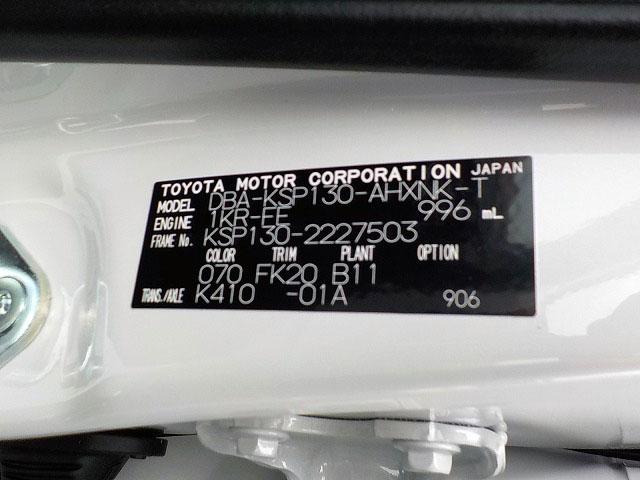 TOYOTA MOTOR CORPORATION JAPAN
MODEL DBA-KSP130-AHXNK-T
ENGINE 1KR-FE 996 mL
FRAME No. KSP130-2227503
COLOR TRIM PLANT OPTION
070 FK20 B11
TRANS./AXLE K410 -01A 906